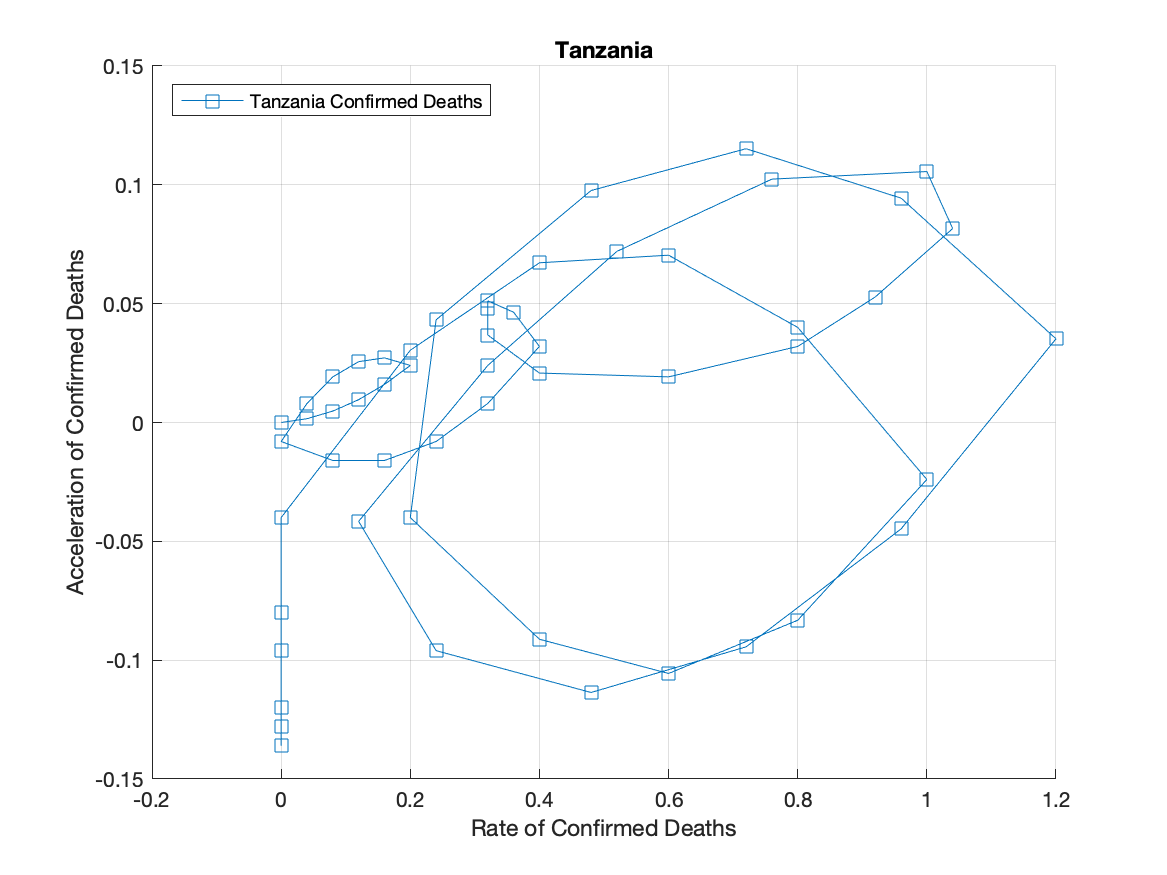 Tanzania
0.15
Tanzania Confirmed Deaths
0.1
0.05
0
-0.05
-0.1
-0.15
Acceleration of Confirmed Deaths
-0.2 0 0.2 0.4 0.6 0.8 1 1.2
Rate of Confirmed Deaths